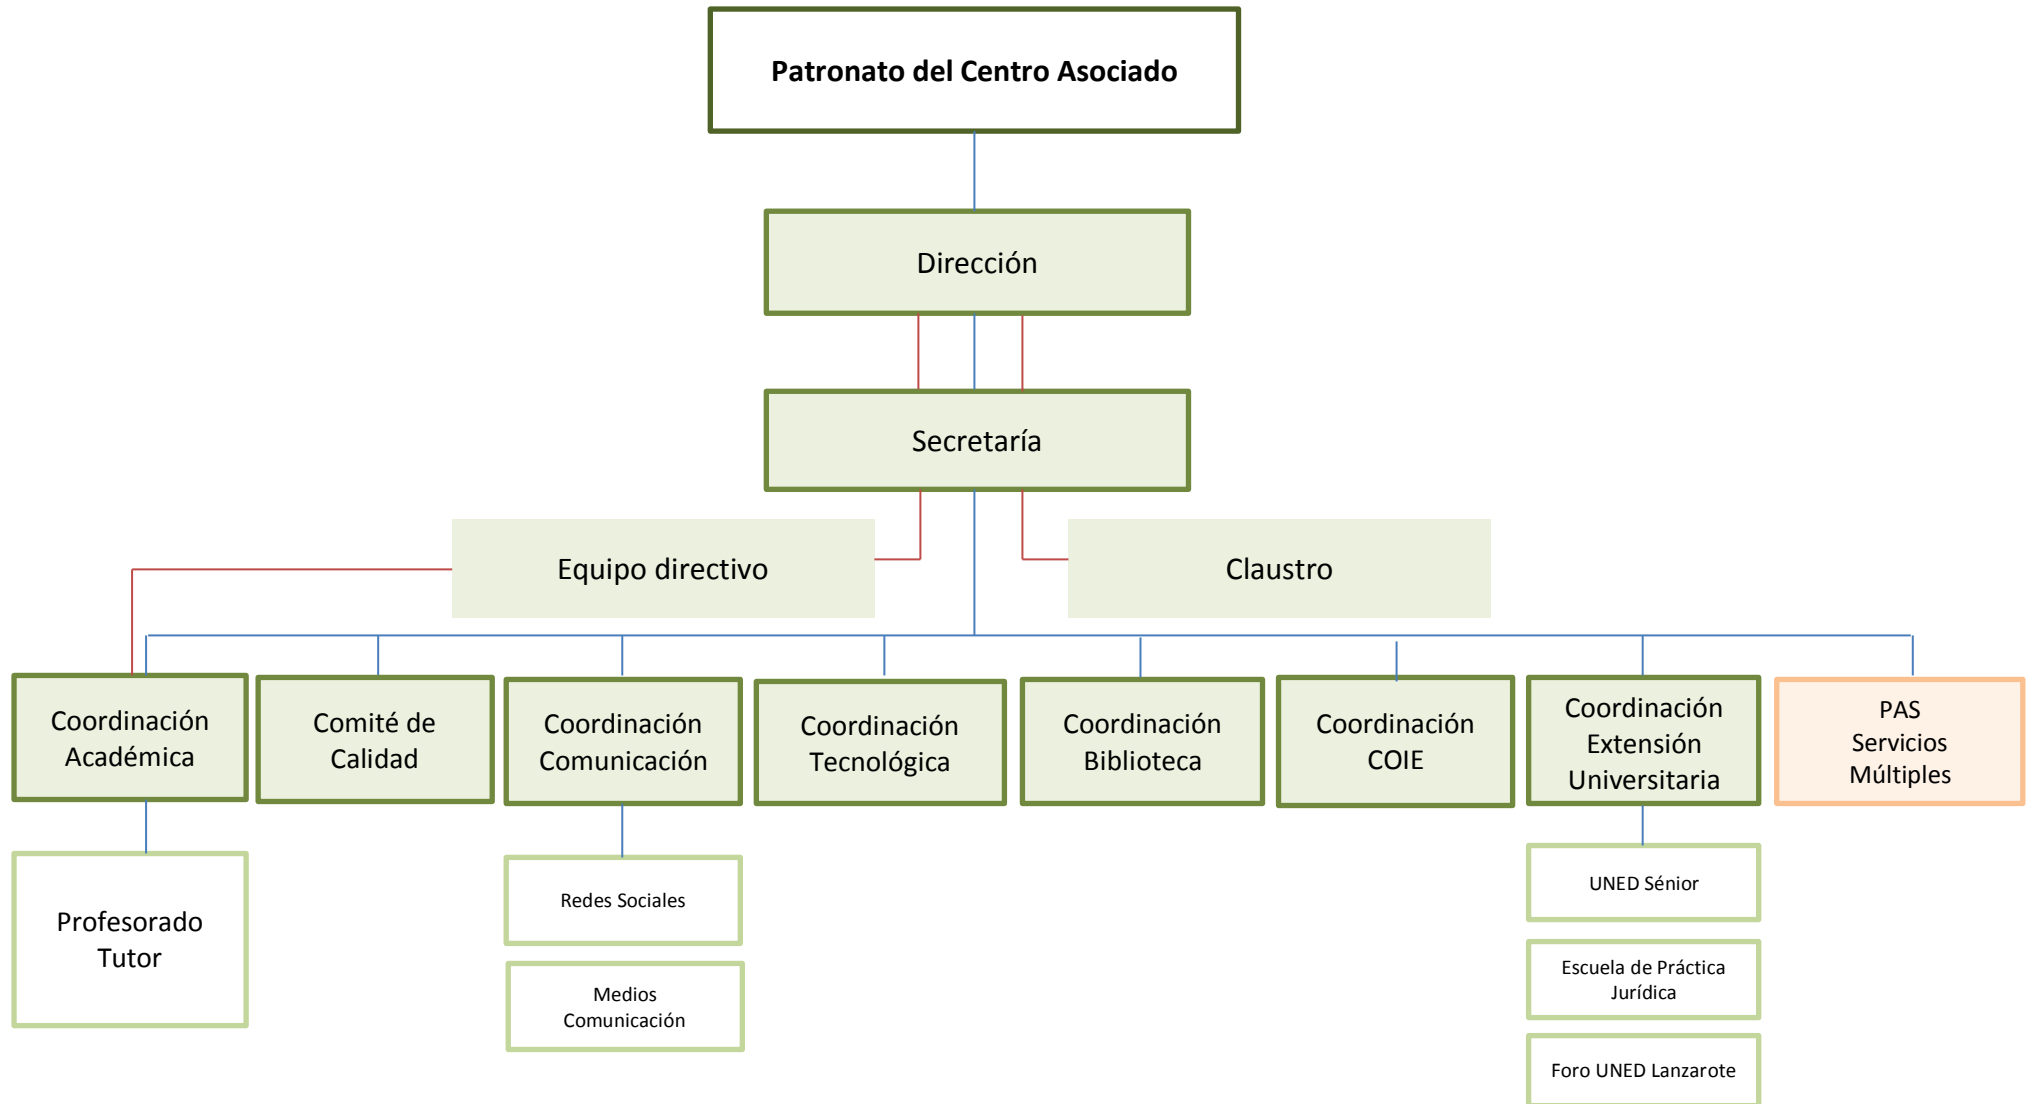 Patronato del Centro Asociado
Dirección
Secretaría
Equipo directivo
Claustro
Coordinación
Académica
Comité de
Calidad
Coordinación
Comunicación
Coordinación
Tecnológica
Coordinación
Biblioteca
Coordinación
COIE
Coordinación
Extensión
Universitaria
PAS
Servicios
Múltiples
Profesorado
Tutor
Redes Sociales
Medios
Comunicación
UNED Sénior
Escuela de Práctica
Jurídica
Foro UNED Lanzarote